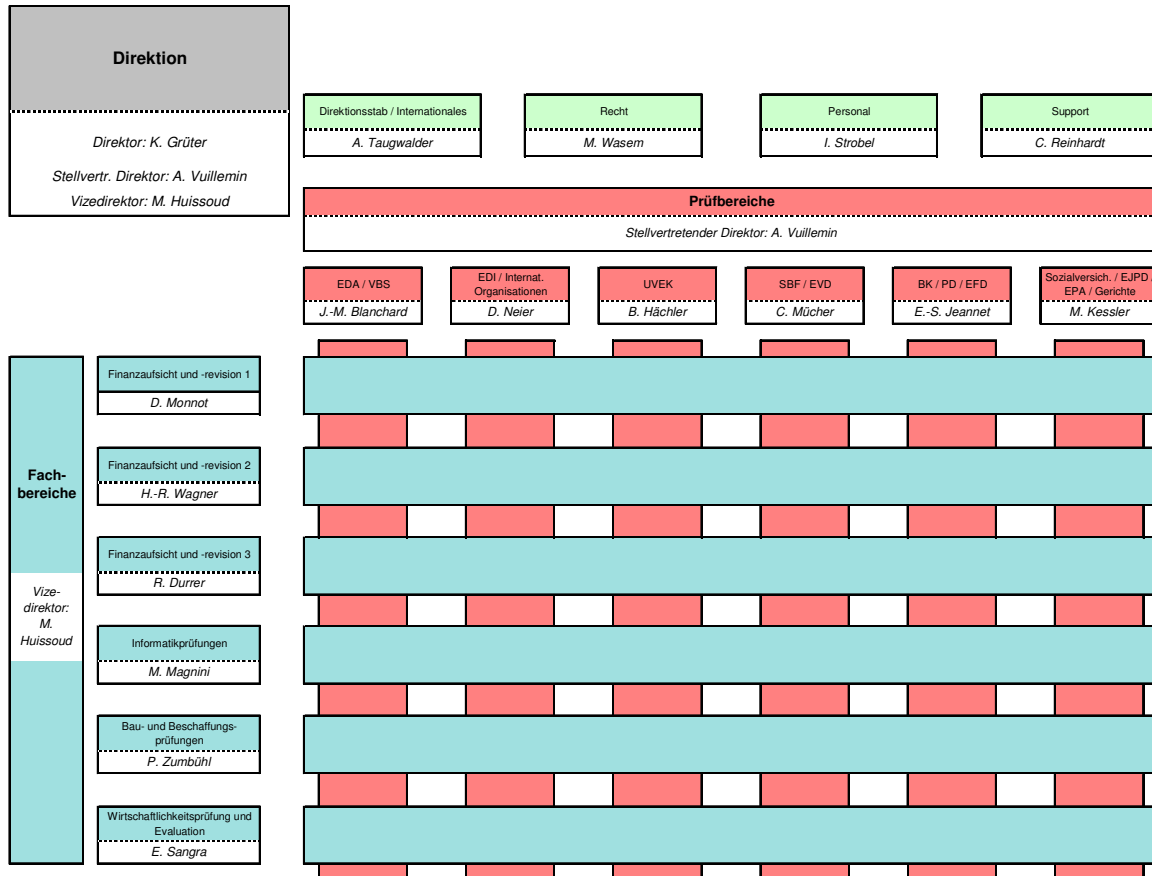 Direktion
Direktor: K. Grüter
Stellvertr. Direktor: A. Vuillemin
Vizedirektor: M. Huissoud
Direktionsstab / Internationales
A. Taugwalder
Recht
M. Wasem
Personal
I. Strobel
Support
C. Reinhardt
Prüfbereiche
Stellvertretender Direktor: A. Vuillemin
EDA / VBS
J.-M. Blanchard
EDI / Internat.
Organisationen
D. Neier
UVEK
B. Hächler
SBF / EVD
C. Mücher
BK / PD / EFD
E.-S. Jeannet
Sozialversich. / EJPD /
EPA / Gerichte
M. Kessler
Fach-
bereiche
Vize-
direktor:
M.
Huissoud
Finanzaufsicht und -revision 1
D. Monnot
Finanzaufsicht und -revision 2
H.-R. Wagner
Finanzaufsicht und -revision 3
R. Durrer
Informatikprüfungen
M. Magnini
Bau- und Beschaffungs-
prüfungen
P. Zumbühl
Wirtschaftlichkeitsprüfung und
Evaluation
E. Sangra